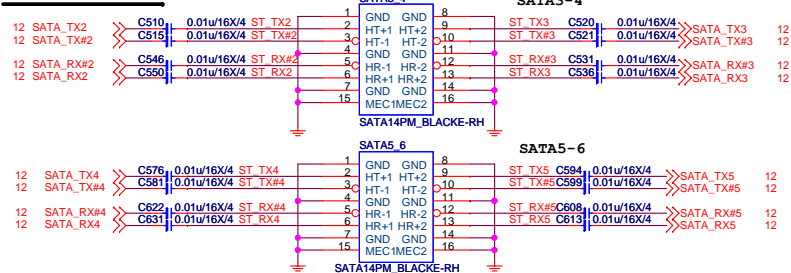 SATA3-4
1 GND GND 8
12 SATA_TX2 C510 0.01u/16X/4 ST_TX2 2 HT+1 HT+2 9 ST_TX3 C520 0.01u/16X/4 SATA_TX3 12
12 SATA_TX#2 C515 0.01u/16X/4 ST_TX#2 3 HT-1 HT-2 10 ST_TX#3 C521 0.01u/16X/4 SATA_TX#3 12
4 GND GND 11
12 SATA_RX#2 C546 0.01u/16X/4 ST_RX#2 5 HR-1 HR-2 12 ST_RX#3 C531 0.01u/16X/4 SATA_RX#3 12
12 SATA_RX2 C550 0.01u/16X/4 ST_RX2 6 HR+1 HR+2 13 ST_RX3 C536 0.01u/16X/4 SATA_RX3 12
7 GND GND 14
15 MEC1MEC2 16
SATA14PM_BLACKE-RH
SATA5_6 SATA5-6
1 GND GND 8
12 SATA_TX4 C576 0.01u/16X/4 ST_TX4 2 HT+1 HT+2 9 ST_TX5 C594 0.01u/16X/4 SATA_TX5 12
12 SATA_TX#4 C581 0.01u/16X/4 ST_TX#4 3 HT-1 HT-2 10 ST_TX#5 C599 0.01u/16X/4 SATA_TX#5 12
4 GND GND 11
12 SATA_RX#4 C622 0.01u/16X/4 ST_RX#4 5 HR-1 HR-2 12 ST_RX#5 C608 0.01u/16X/4 SATA_RX#5 12
12 SATA_RX4 C631 0.01u/16X/4 ST_RX4 6 HR+1 HR+2 13 ST_RX5 C613 0.01u/16X/4 SATA_RX5 12
7 GND GND 14
15 MEC1MEC2 16
SATA14PM_BLACKE-RH